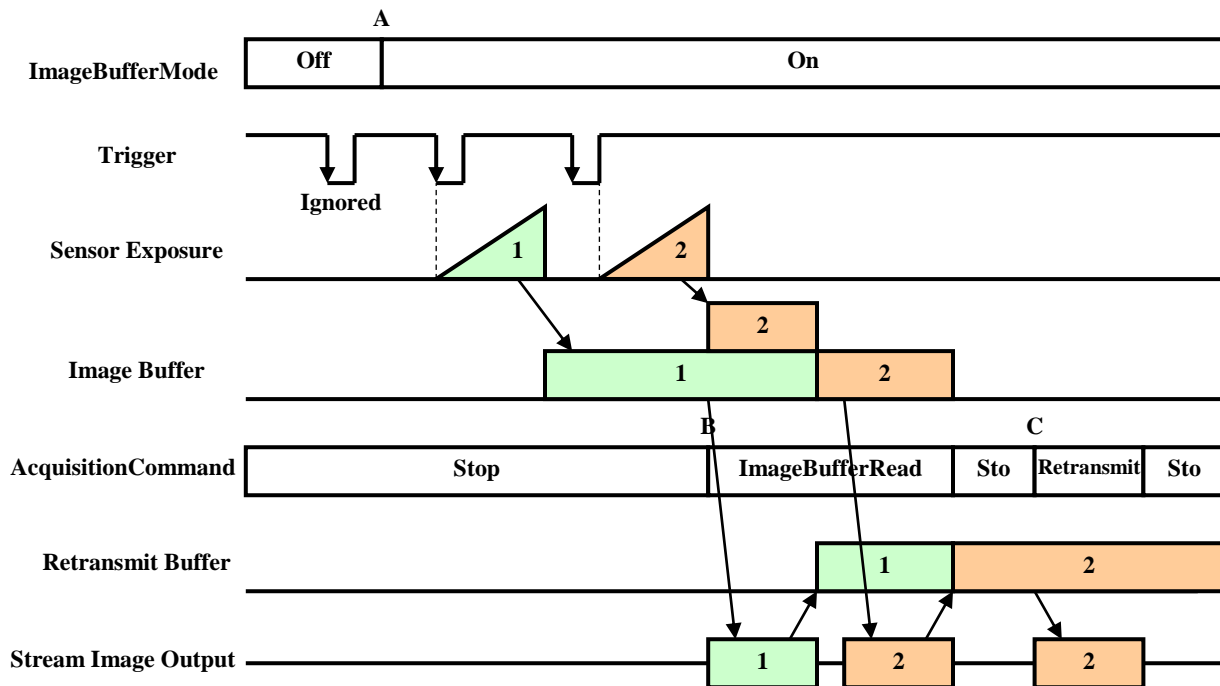 A
ImageBufferMode Off On
Trigger
Ignored
Sensor Exposure 1 2
2
Image Buffer 1 2
B C
AcquisitionCommand Stop ImageBufferRead Sto Retransmit Sto
Retransmit Buffer 1 2
Stream Image Output 1 2 2